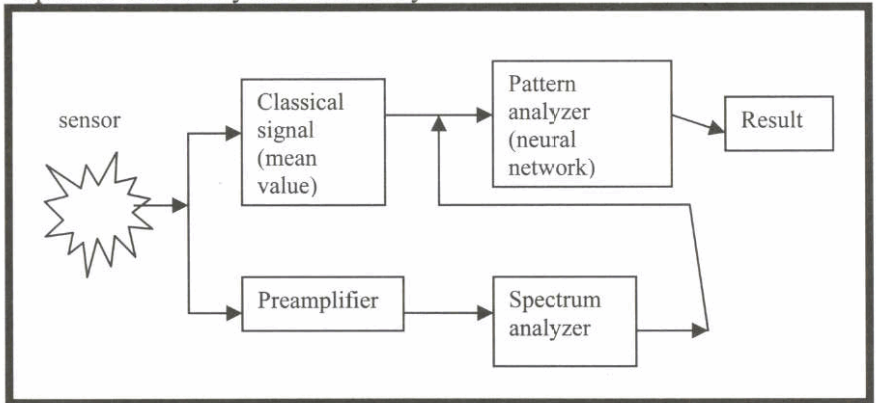 sensor
Classical
signal
(mean
value)
Pattern
analyzer
(neural
network)
Result
Preamplifier
Spectrum
analyzer